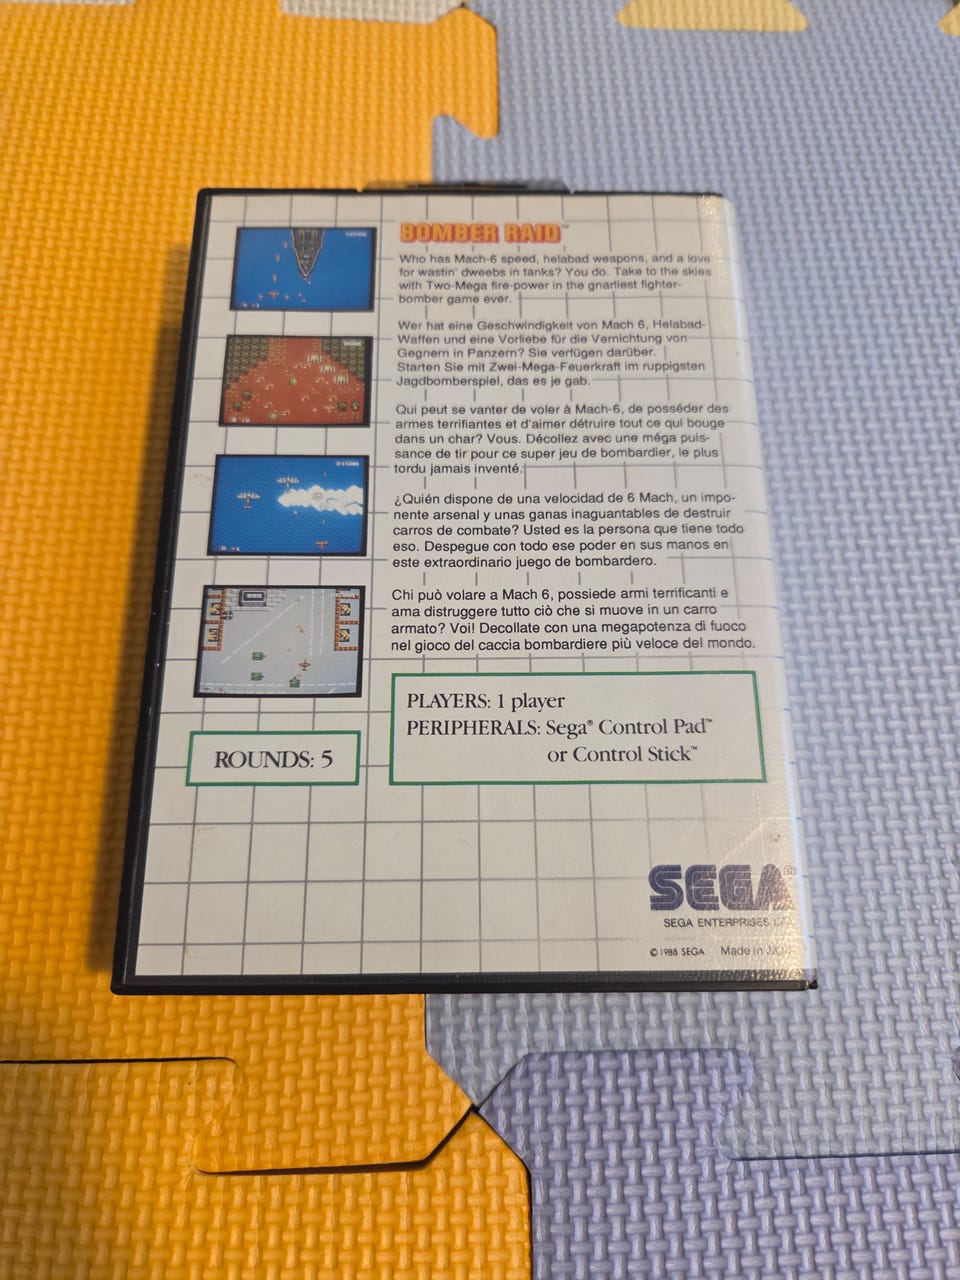 BOMBER RAID™
Who has Mach-6 speed, helabad weapons, and a love
for wastin' dweebs in tanks? You do. Take to the skies
with Two-Mega fire-power in the gnarliest fighter-
bomber game ever.
Wer hat eine Geschwindigkeit von Mach 6, Helabad-
Waffen und eine Vorliebe für die Vernichtung von
Gegnern in Panzern? Sie verfügen darüber.
Starten Sie mit Zwei-Mega-Feuerkraft im ruppigsten
Jagdbomberspiel, das es je gab.
Qui peut se vanter de voler à Mach-6, de posséder des
armes terrifiantes et d'aimer détruire tout ce qui bouge
dans un char? Vous. Décollez avec une méga puis-
sance de tir pour ce super jeu de bombardier, le plus
tordu jamais inventé.
¿Quién dispone de una velocidad de 6 Mach, un impo-
nente arsenal y unas ganas inaguantables de destruir
carros de combate? Usted es la persona que tiene todo
eso. Despegue con todo ese poder en sus manos en
este extraordinario juego de bombardero.
Chi può volare a Mach 6, possiede armi terrificanti e
ama distruggere tutto ciò che si muove in un carro
armato? Voi! Decollate con una megapotenza di fuoco
nel gioco del caccia bombardiere più veloce del mondo.
PLAYERS: 1 player
PERIPHERALS: Sega® Control Pad™
or Control Stick™
ROUNDS: 5
SEGA®
SEGA ENTERPRISES
© 1988 SEGA Made in